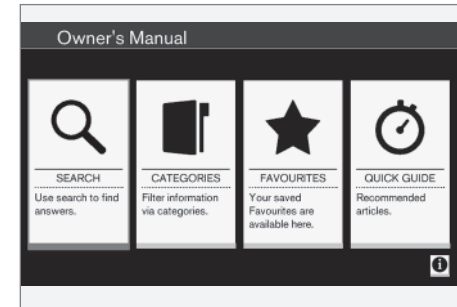 Owner's Manual
SEARCH
Use search to find
answers.
CATEGORIES
Filter information
via categories.
FAVOURITES
Your saved
Favourites are
available here.
QUICK GUIDE
Recommended
articles.